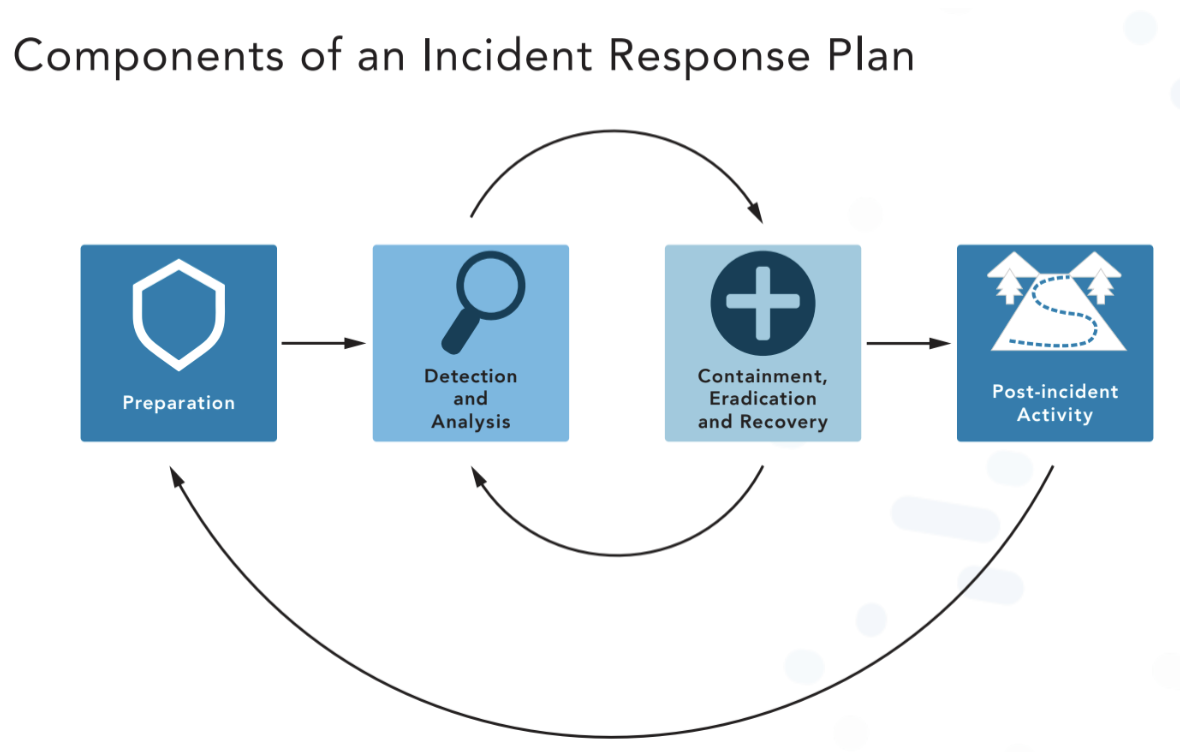 Components of an Incident Response Plan
Preparation
Detection
and
Analysis
Containment,
Eradication
and Recovery
Post-incident
Activity